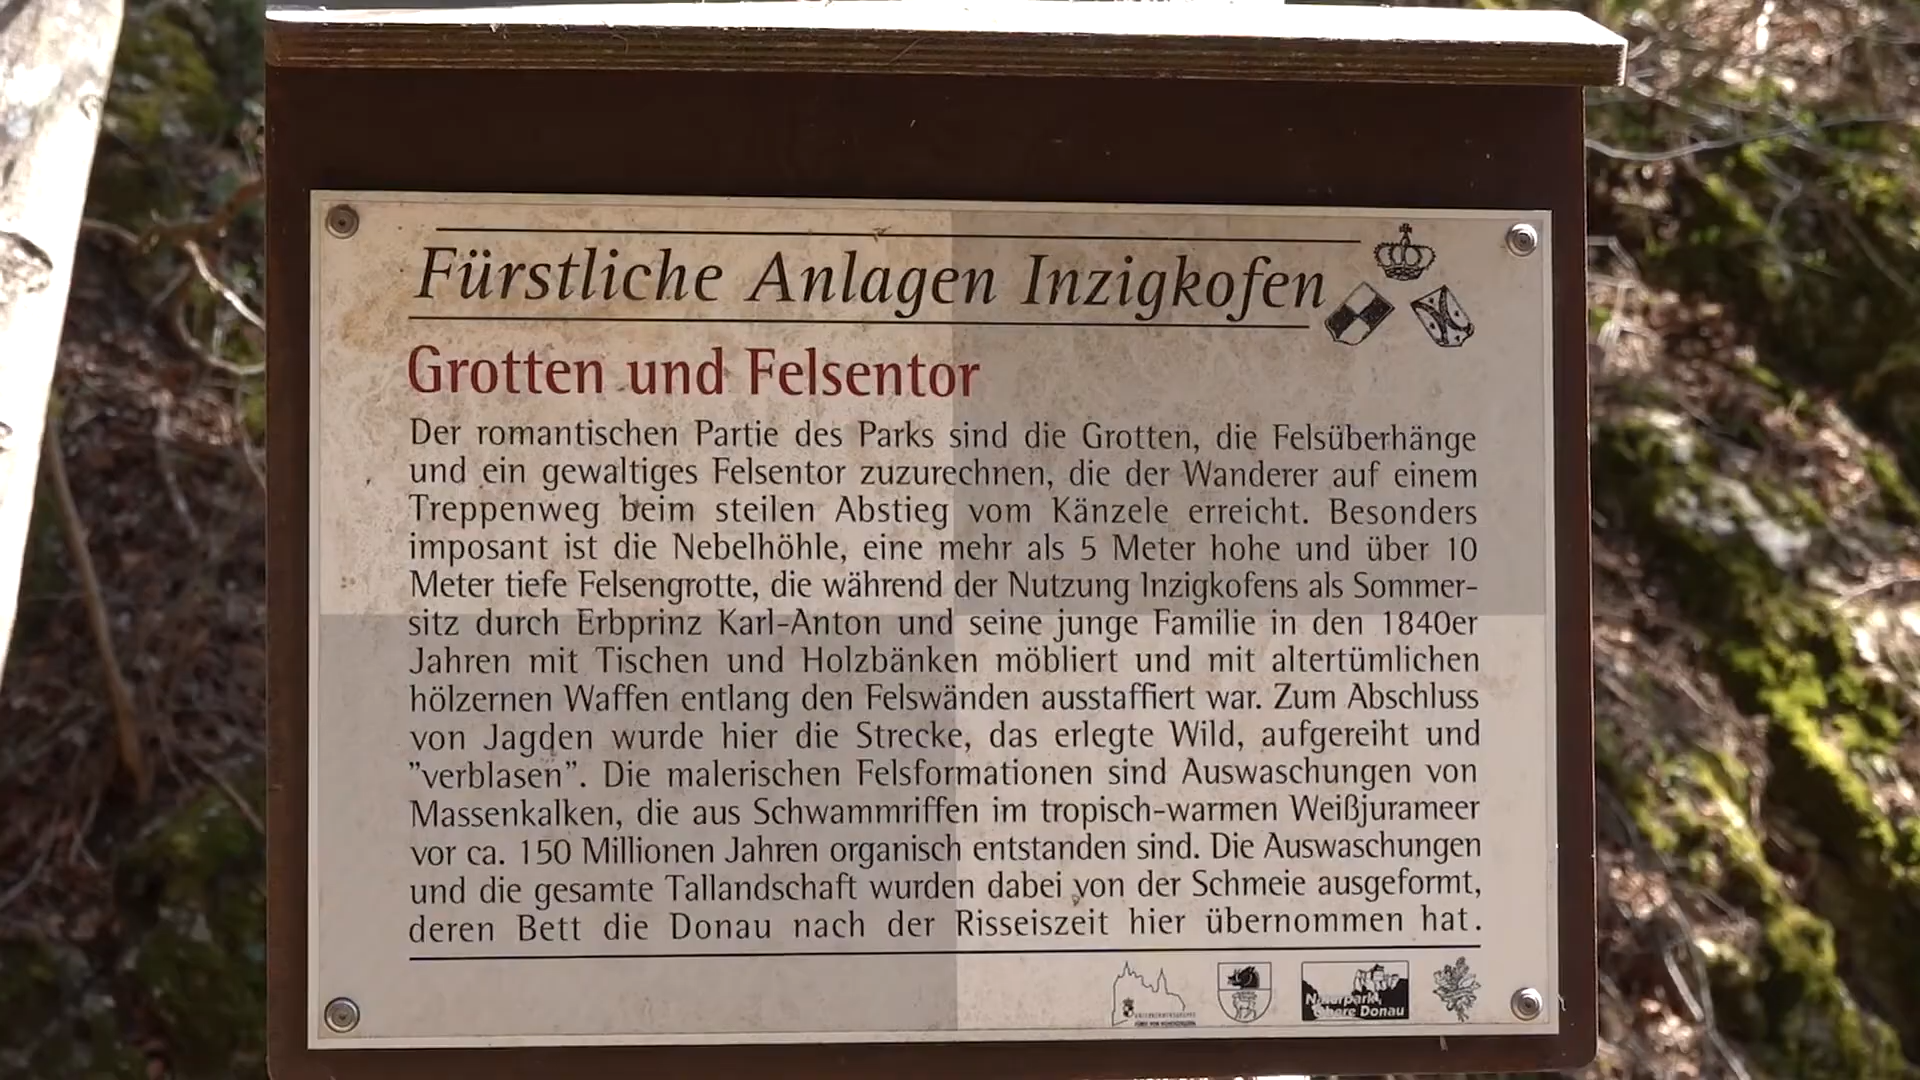 Fürstliche Anlagen Inzigkofen
Grotten und Felsentor
Der romantischen Partie des Parks sind die Grotten, die Felsüberhänge
und ein gewaltiges Felsentor zuzurechnen, die der Wanderer auf einem
Treppenweg beim steilen Abstieg vom Känzele erreicht. Besonders
imposant ist die Nebelhöhle, eine mehr als 5 Meter hohe und über 10
Meter tiefe Felsengrotte, die während der Nutzung Inzigkofens als Sommer-
sitz durch Erbprinz Karl-Anton und seine junge Familie in den 1840er
Jahren mit Tischen und Holzbänken möbliert und mit altertümlichen
hölzernen Waffen entlang den Felswänden ausstaffiert war. Zum Abschluss
von Jagden wurde hier die Strecke, das erlegte Wild, aufgereiht und
"verblasen". Die malerischen Felsformationen sind Auswaschungen von
Massenkalken, die aus Schwammriffen im tropisch-warmen Weißjurameer
vor ca. 150 Millionen Jahren organisch entstanden sind. Die Auswaschungen
und die gesamte Tallandschaft wurden dabei von der Schmeie ausgeformt,
deren Bett die Donau nach der Risseiszeit hier übernommen hat.
Naturpark
Obere Donau